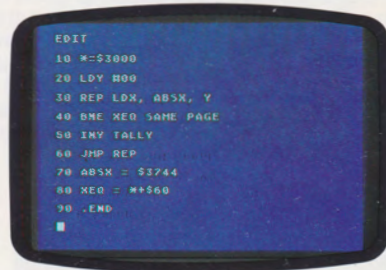 EDIT
10 *=$3000
20 LDY #00
30 REP LDX, ABSX, Y
40 BNE XEQ SAME PAGE
50 INY TALLY
60 JMP REP
70 ABSX = $3744
80 XEQ = *+$60
90 .END